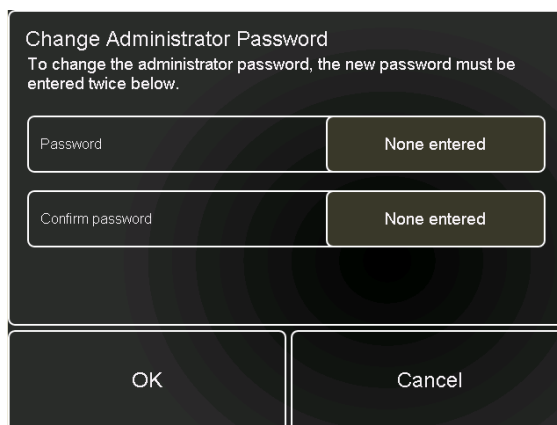 Change Administrator Password
To change the administrator password, the new password must be
entered twice below.
Password
None entered
Confirm password
None entered
OK
Cancel